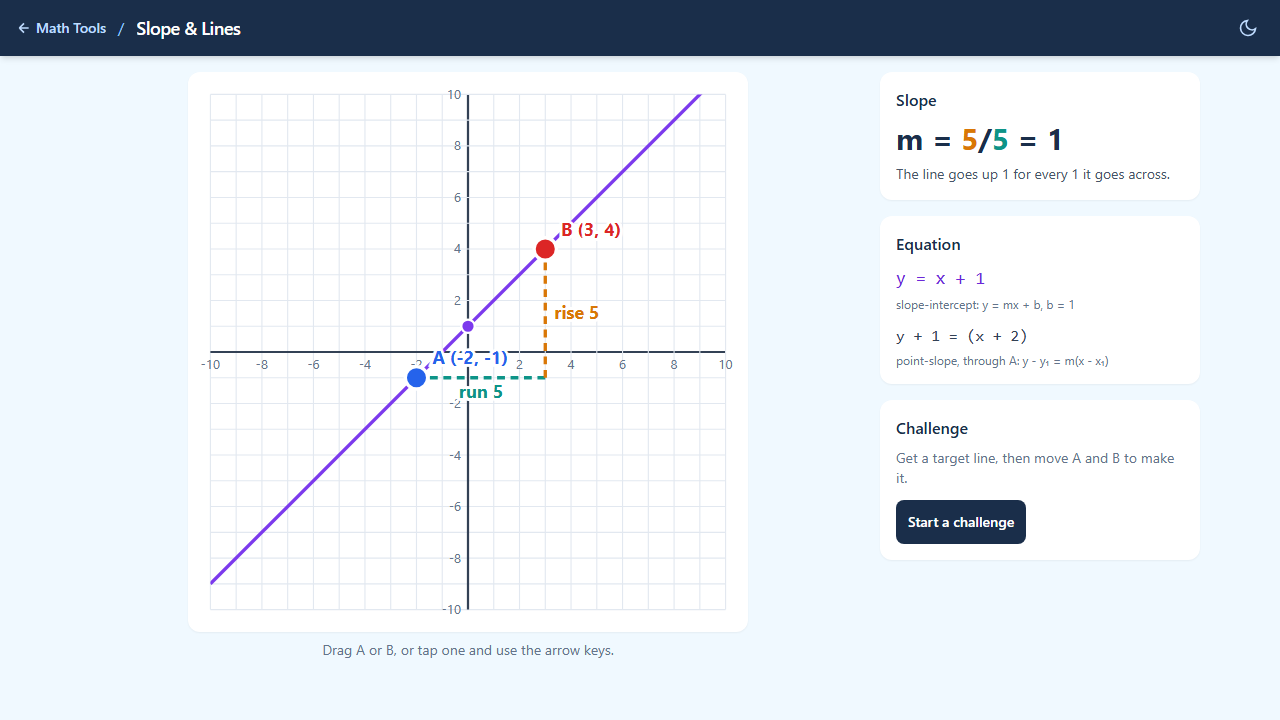 ← Math Tools / Slope & Lines
10
8
6
4
2
-10 -8 -6 -4 -2 2 4 6 8 10
-2
-4
-6
-8
-10
B (3, 4)
rise 5
A (-2, -1)
run 5
Drag A or B, or tap one and use the arrow keys.
Slope
m = 5/5 = 1
The line goes up 1 for every 1 it goes across.
Equation
y = x + 1
slope-intercept: y = mx + b, b = 1
y + 1 = (x + 2)
point-slope, through A: y - y₁ = m(x - x₁)
Challenge
Get a target line, then move A and B to make
it.
Start a challenge